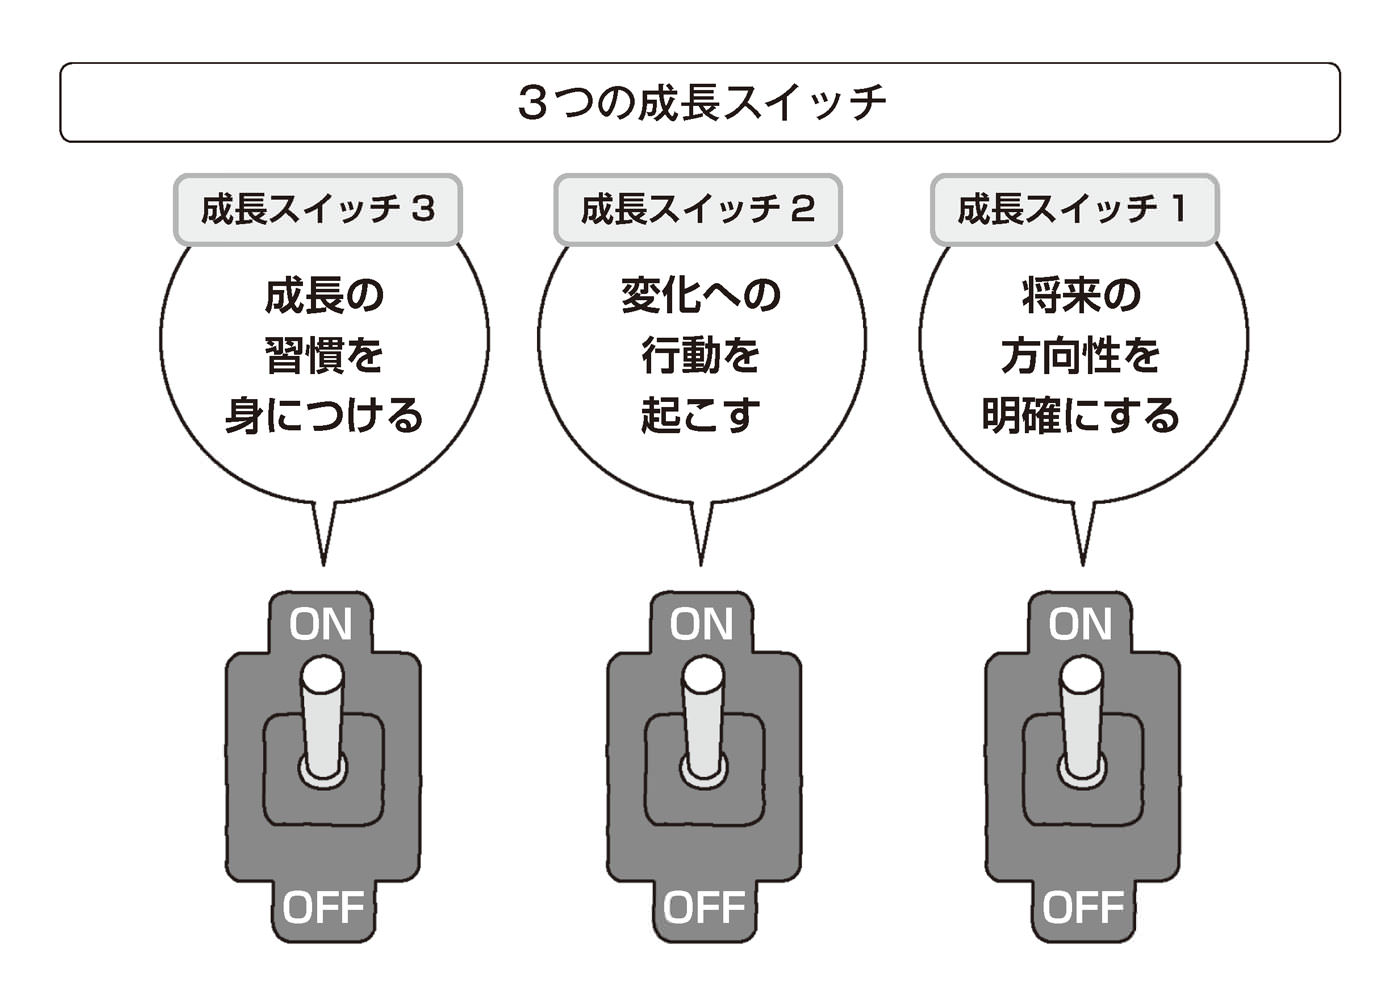 3つの成長スイッチ
成長スイッチ1
将来の
方向性を
明確にする
ON
OFF
成長スイッチ2
変化への
行動を
起こす
ON
OFF
成長スイッチ3
成長の
習慣を
身につける
ON
OFF